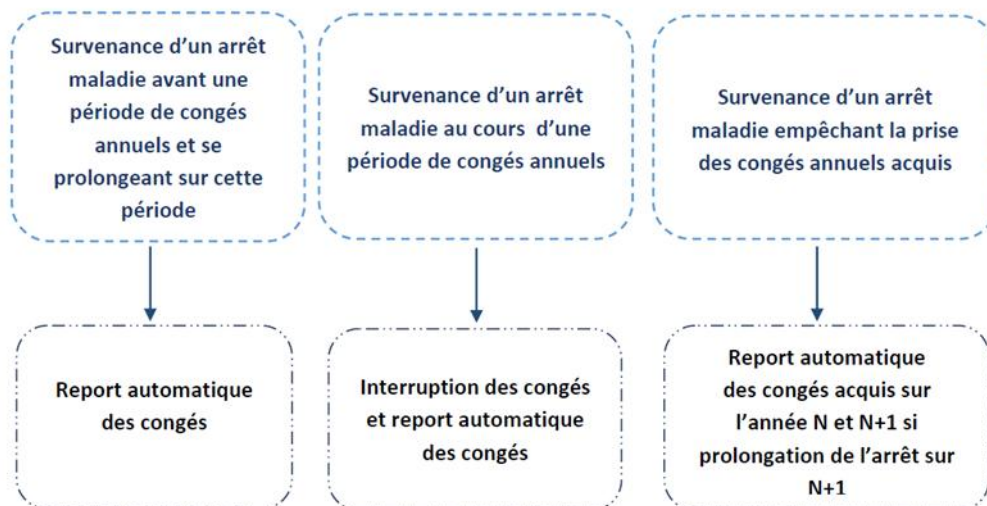 Survenance d’un arrêt
maladie avant une
période de congés
annuels et se
prolongeant sur cette
période
Survenance d’un arrêt
maladie au cours d’une
période de congés annuels
Survenance d’un arrêt
maladie empêchant la prise
des congés annuels acquis
Report automatique
des congés
Interruption des congés
et report automatique
des congés
Report automatique
des congés acquis sur
l’année N et N+1 si
prolongation de l’arrêt sur
N+1